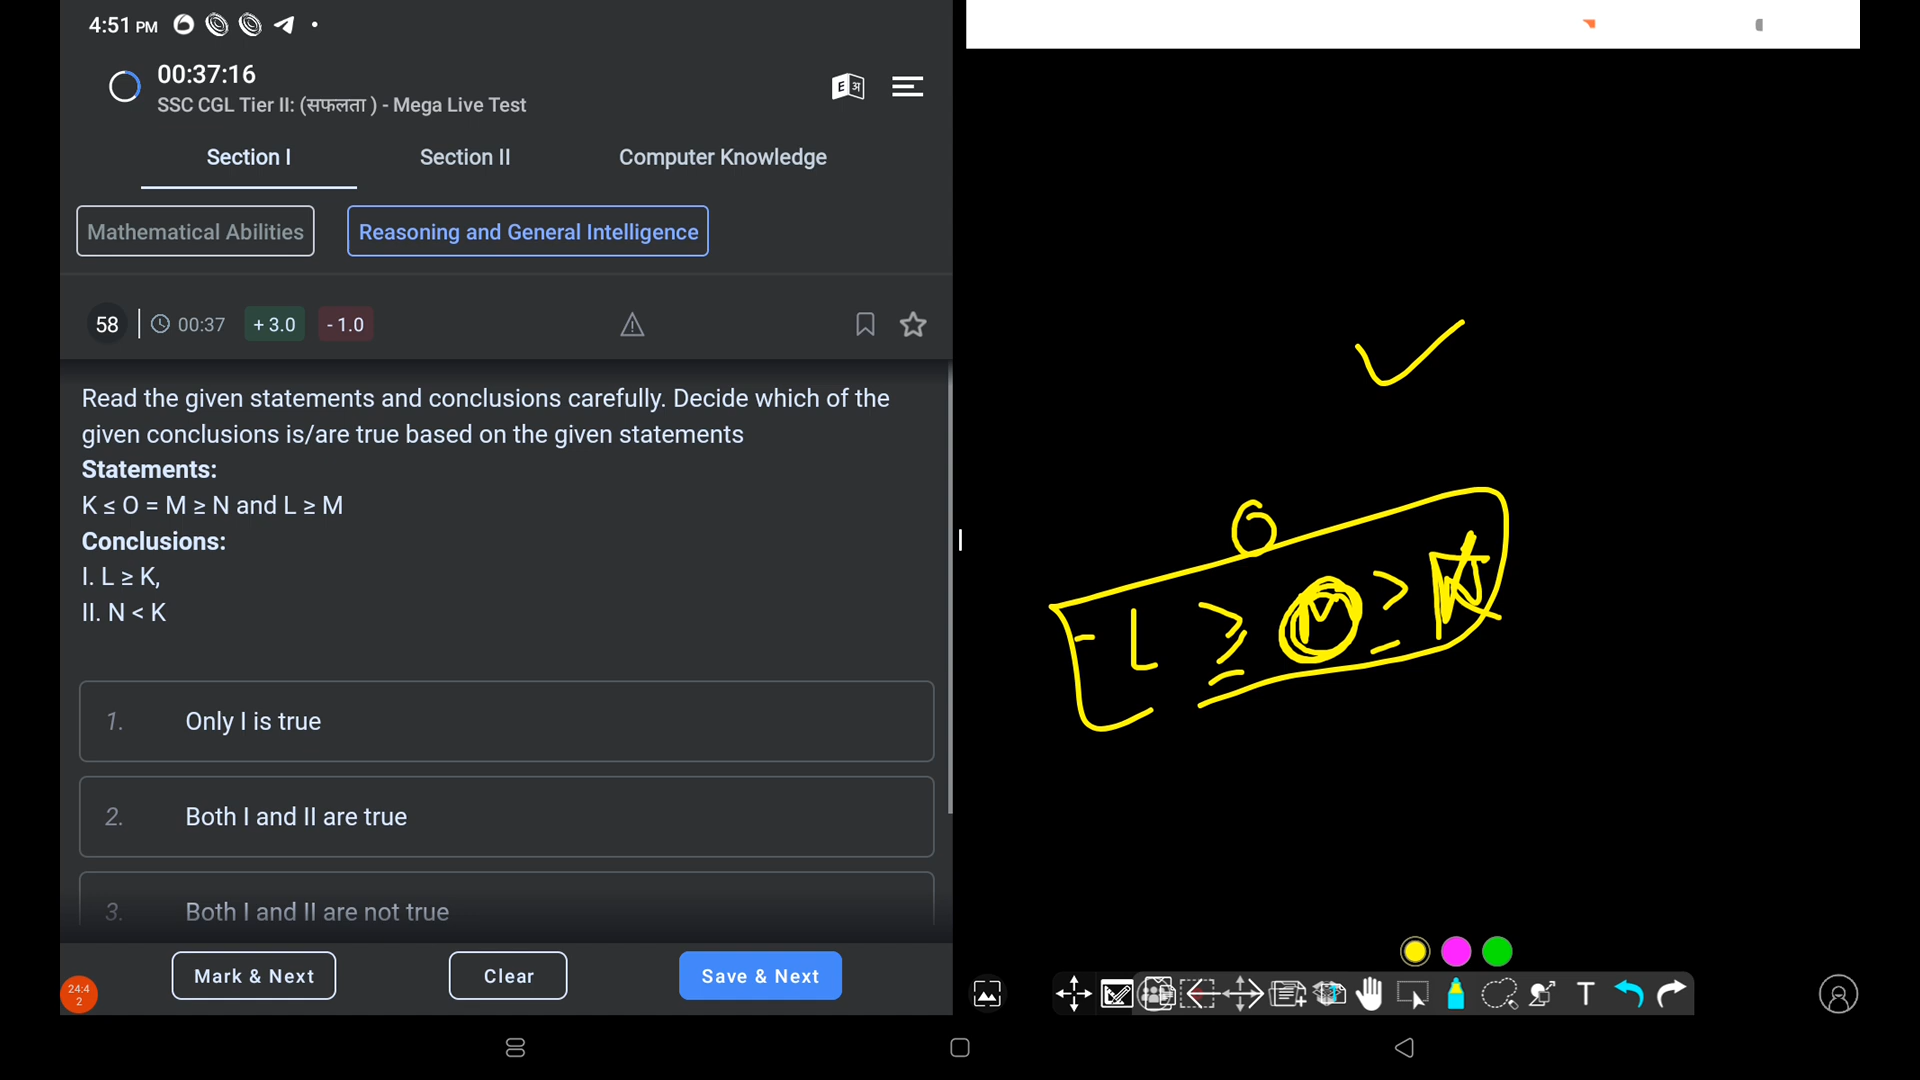 4:51 PM
00:37:16
SSC CGL Tier II: (सफलता ) - Mega Live Test
E अ
Section I Section II Computer Knowledge
Mathematical Abilities Reasoning and General Intelligence
58 00:37 + 3.0 - 1.0
Read the given statements and conclusions carefully. Decide which of the
given conclusions is/are true based on the given statements
Statements:
K ≤ O = M ≥ N and L ≥ M
Conclusions:
I. L ≥ K,
II. N < K
1. Only I is true
2. Both I and II are true
3. Both I and II are not true
Mark & Next Clear Save & Next
24:4
2
O
L ≥ M ≥
T